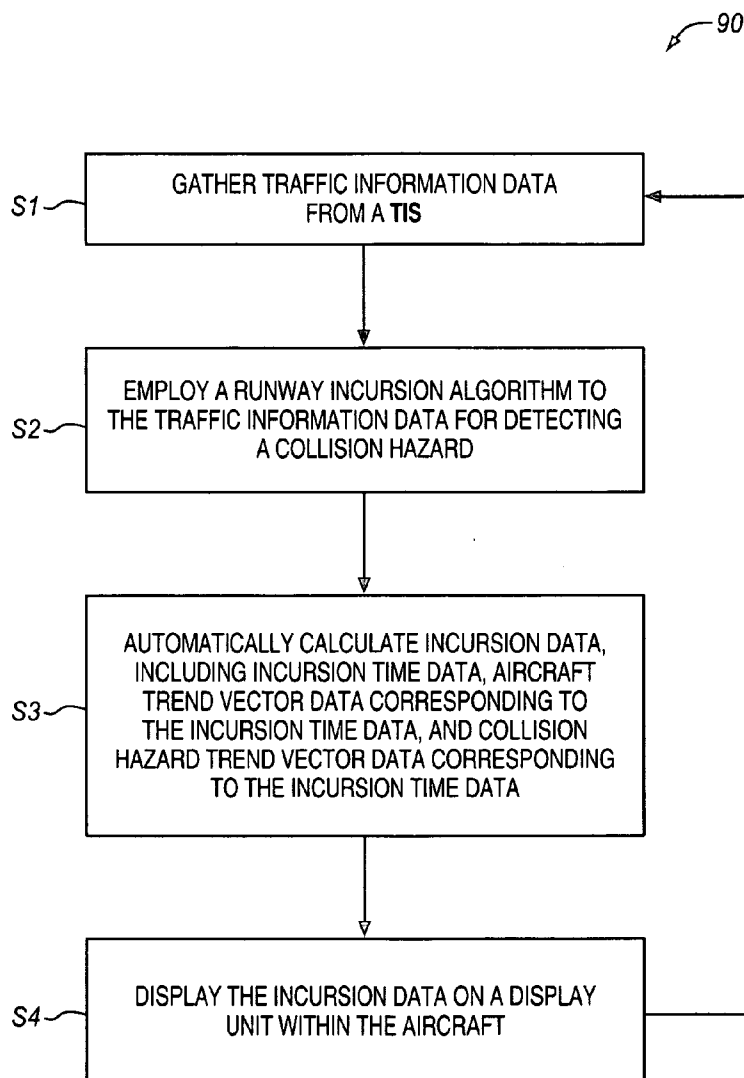 90
S1
GATHER TRAFFIC INFORMATION DATA
FROM A TIS
S2
EMPLOY A RUNWAY INCURSION ALGORITHM TO
THE TRAFFIC INFORMATION DATA FOR DETECTING
A COLLISION HAZARD
S3
AUTOMATICALLY CALCULATE INCURSION DATA,
INCLUDING INCURSION TIME DATA, AIRCRAFT
TREND VECTOR DATA CORRESPONDING TO
THE INCURSION TIME DATA, AND COLLISION
HAZARD TREND VECTOR DATA CORRESPONDING
TO THE INCURSION TIME DATA
S4
DISPLAY THE INCURSION DATA ON A DISPLAY
UNIT WITHIN THE AIRCRAFT